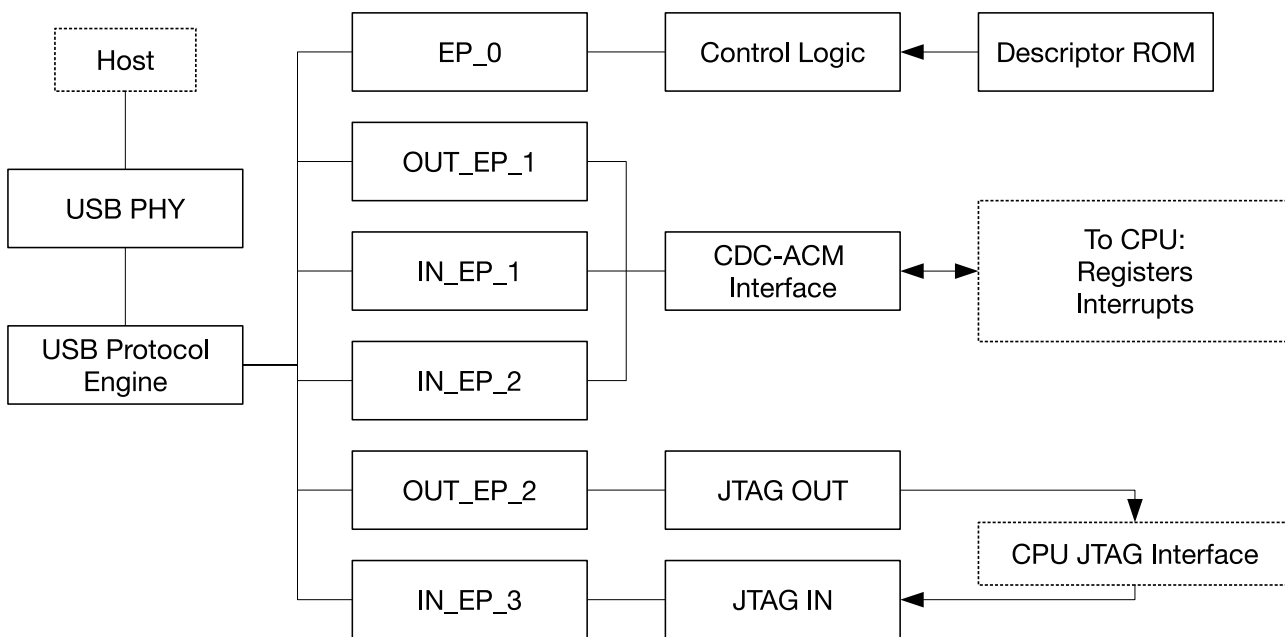 Host
EP_0
Control Logic
Descriptor ROM
OUT_EP_1
USB PHY
IN_EP_1
CDC-ACM
Interface
To CPU:
Registers
Interrupts
USB Protocol
Engine
IN_EP_2
OUT_EP_2
JTAG OUT
CPU JTAG Interface
IN_EP_3
JTAG IN